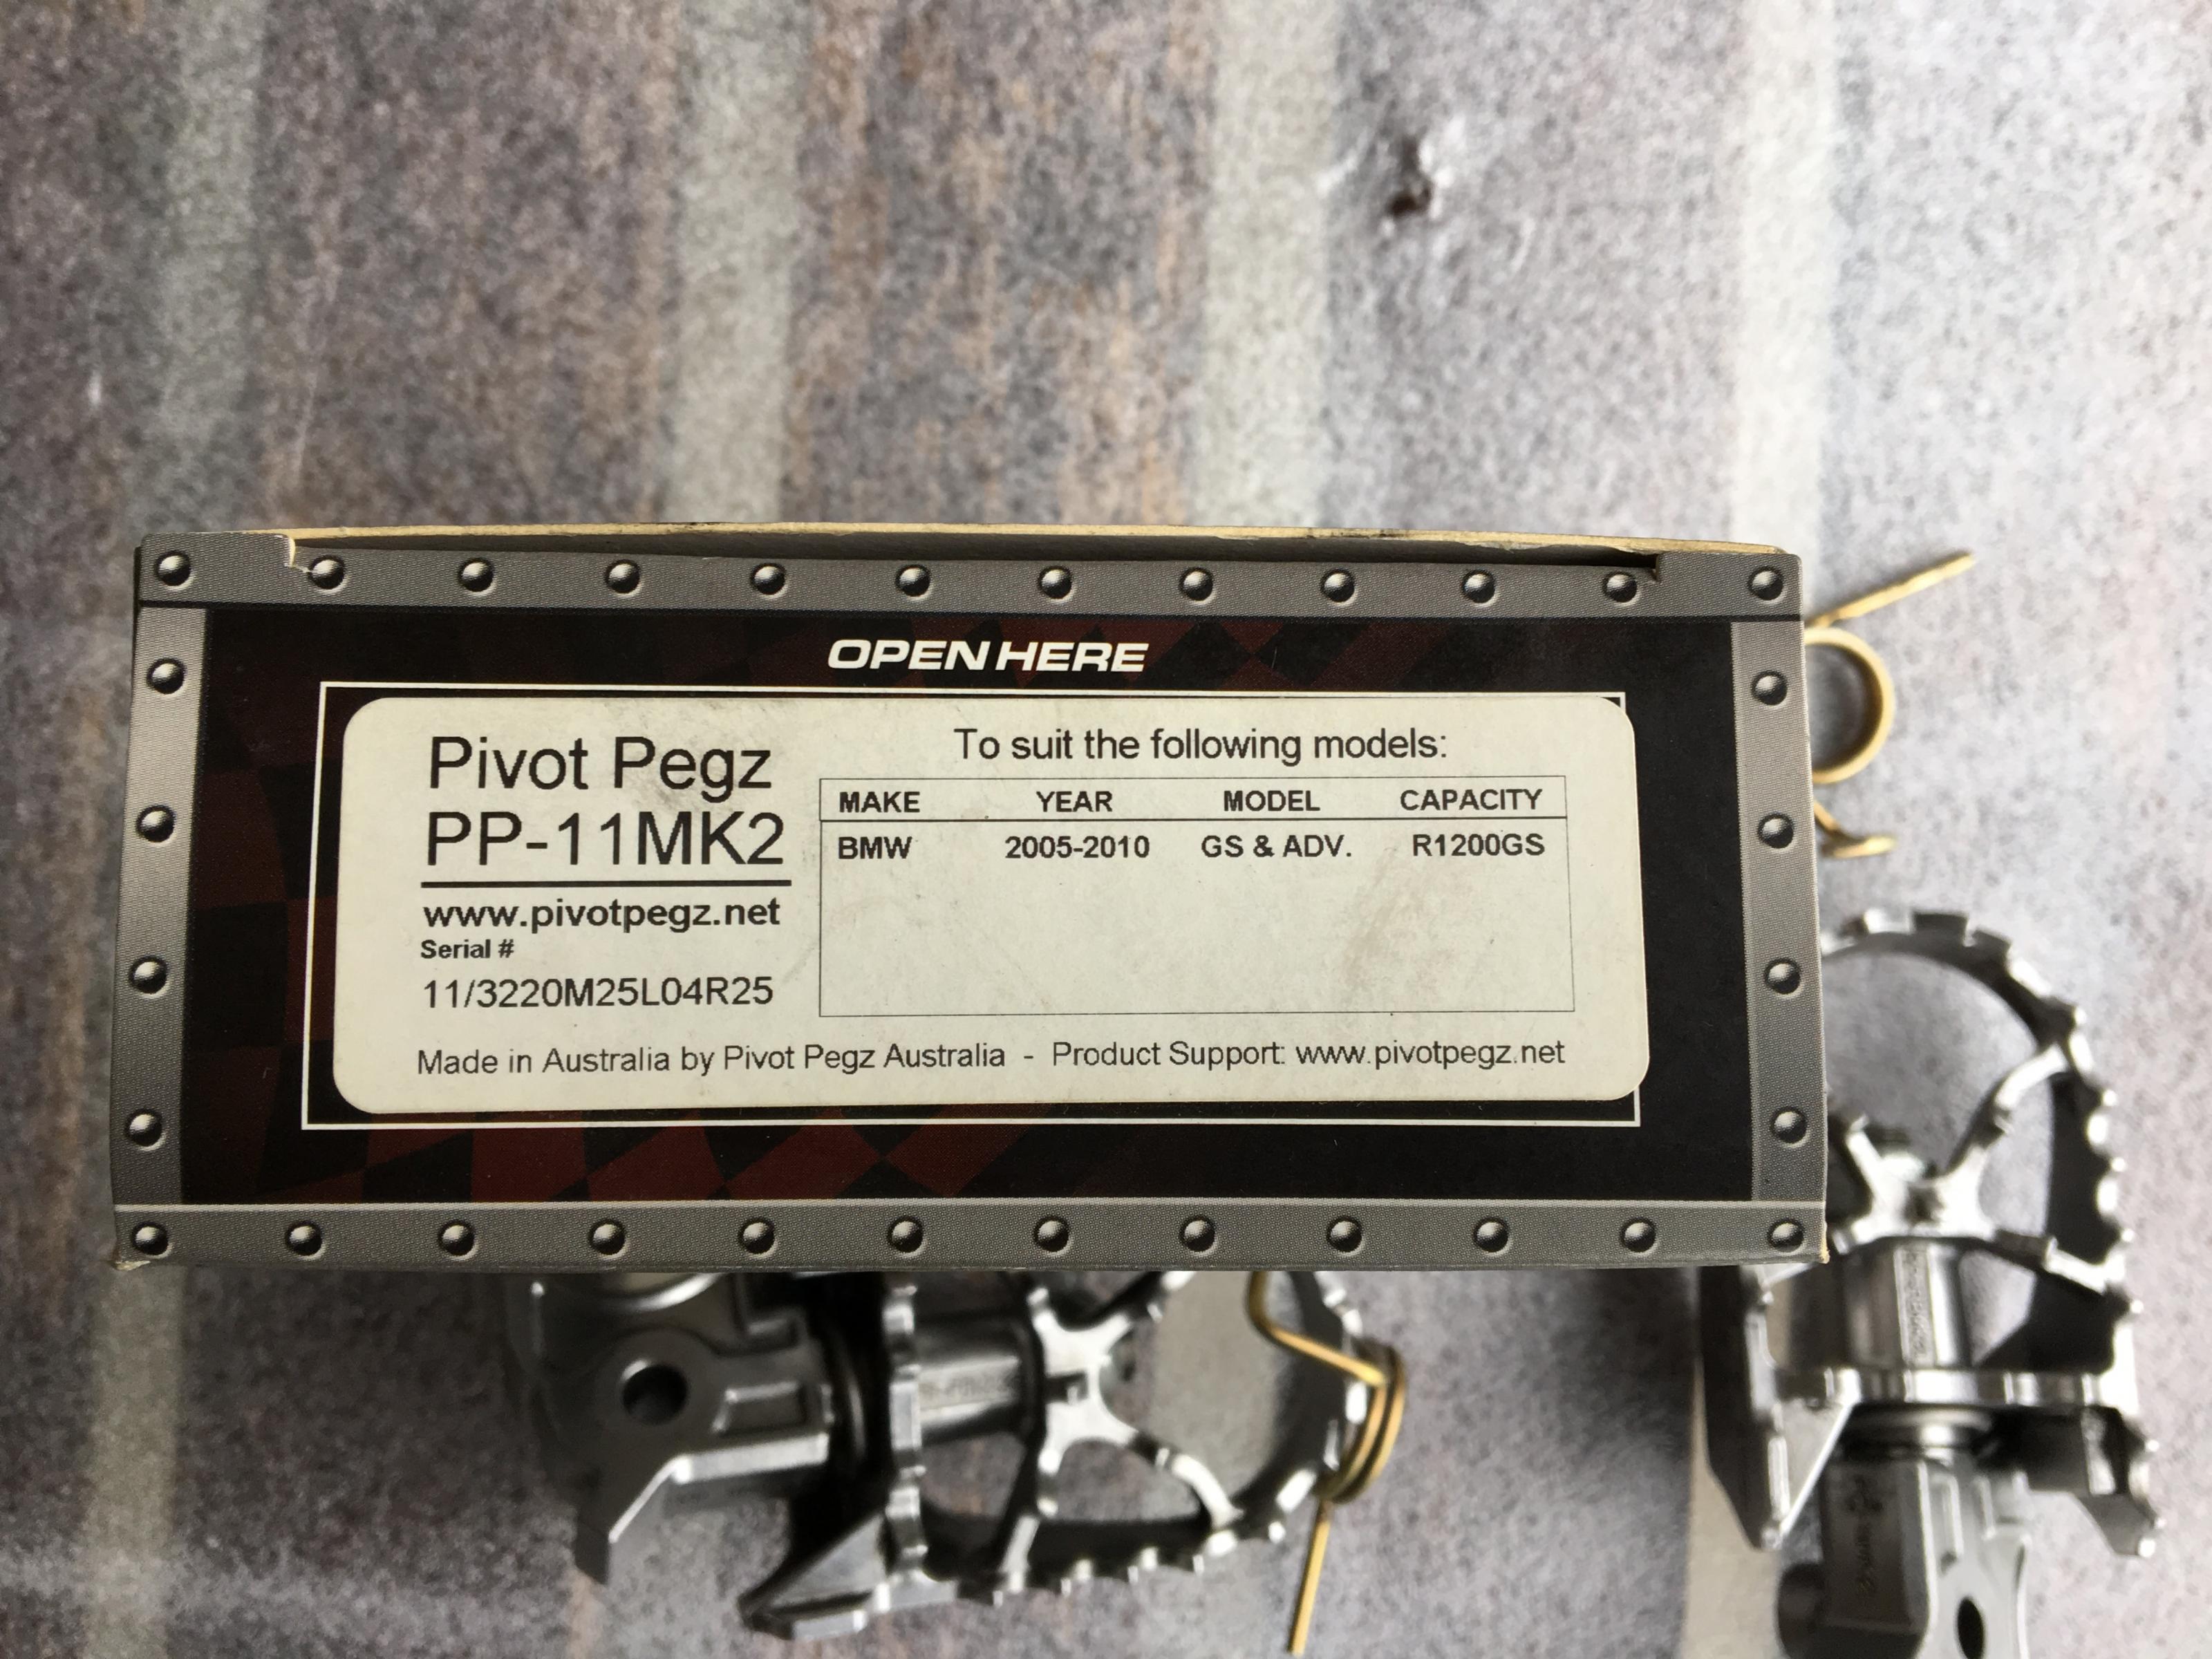 OPEN HERE
Pivot Pegz
PP-11MK2
www.pivotpegz.net
Serial #
11/3220M25L04R25
To suit the following models:
MAKE YEAR MODEL CAPACITY
BMW 2005-2010 GS & ADV. R1200GS
Made in Australia by Pivot Pegz Australia - Product Support: www.pivotpegz.net